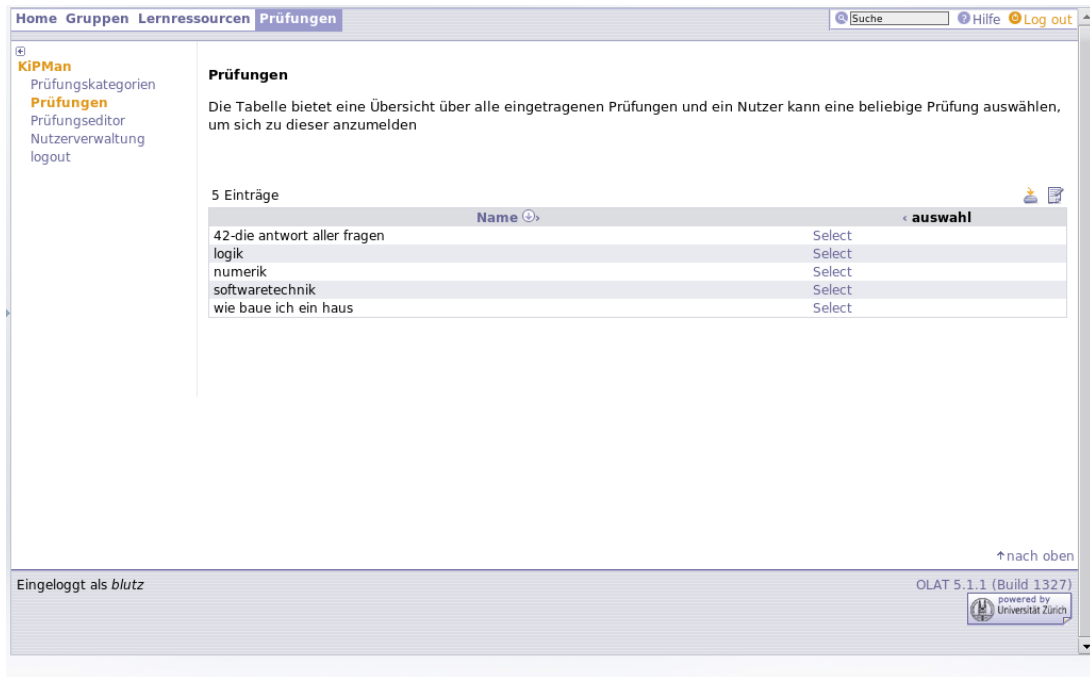 Home Gruppen Lernressourcen Prüfungen Suche Hilfe Log out
KiPMan
Prüfungskategorien
Prüfungen
Prüfungseditor
Nutzerverwaltung
logout
Prüfungen
Die Tabelle bietet eine Übersicht über alle eingetragenen Prüfungen und ein Nutzer kann eine beliebige Prüfung auswählen,
um sich zu dieser anzumelden
5 Einträge
Name › ‹ auswahl
42-die antwort aller fragen Select
logik Select
numerik Select
softwaretechnik Select
wie baue ich ein haus Select
nach oben
Eingeloggt als blutz OLAT 5.1.1 (Build 1327)
powered by
Universität Zürich